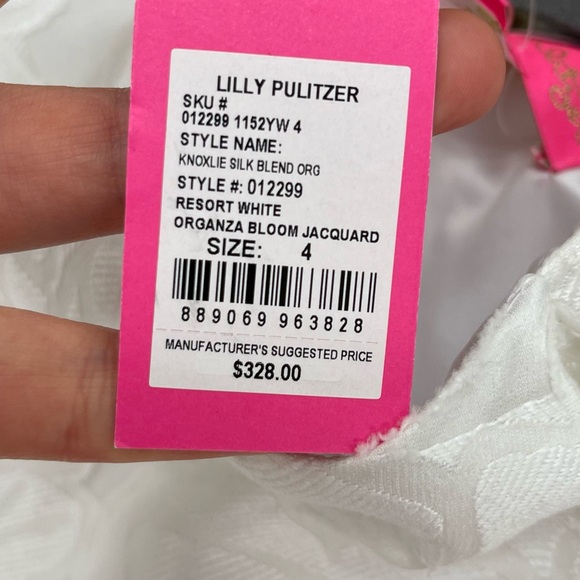 LILLY PULITZER
SKU #
012299 1152YW 4
STYLE NAME:
KNOXLIE SILK BLEND ORG
STYLE #: 012299
RESORT WHITE
ORGANZA BLOOM JACQUARD
SIZE: 4
889069 963828
MANUFACTURER'S SUGGESTED PRICE
$328.00